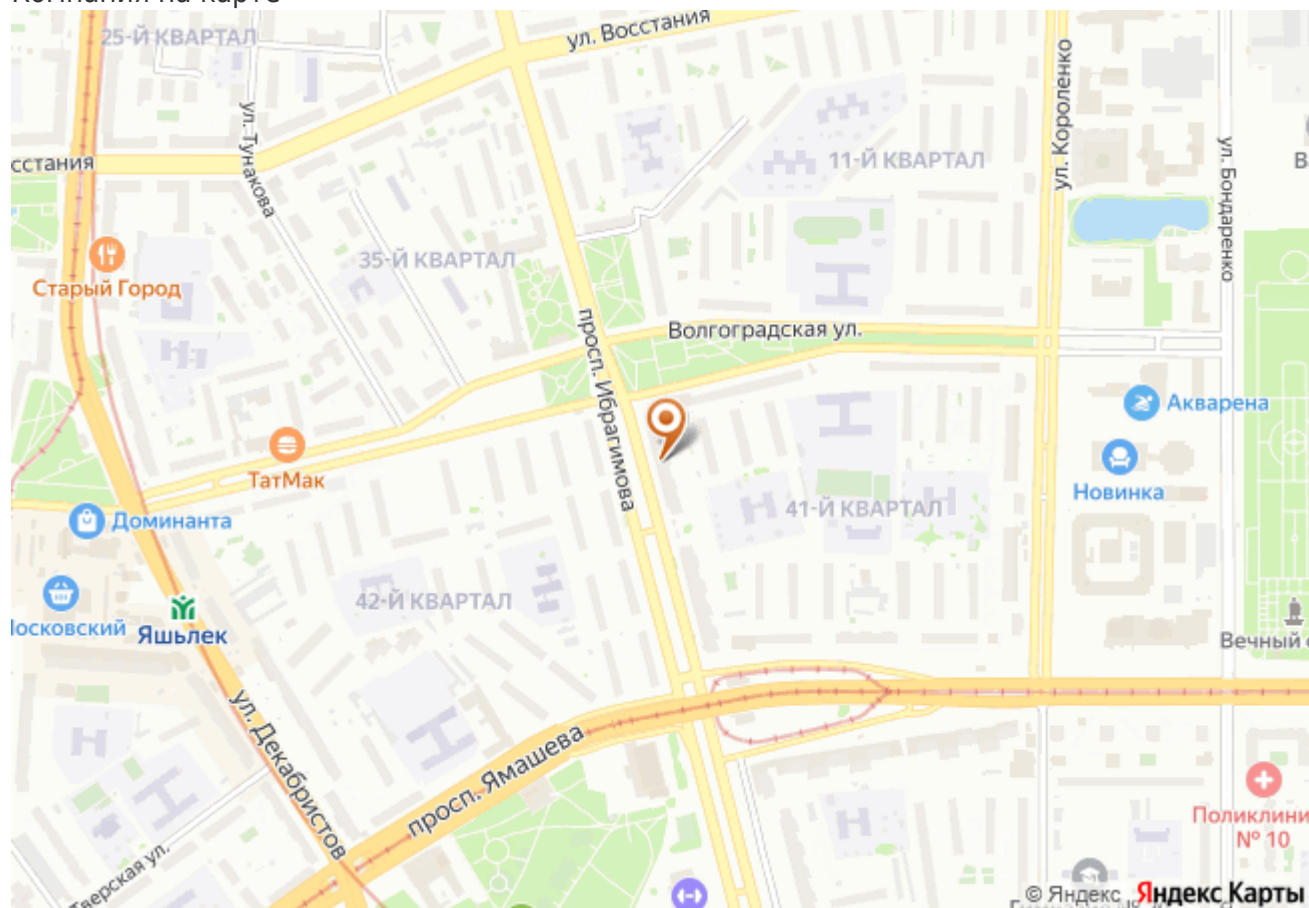 25-Й КВАРТАЛ
ул. Восстания
ул. Тунакова
ул. Короленко
сстания
11-Й КВАРТАЛ
ул. Бондаренко
35-Й КВАРТАЛ
Старый Город
просп. Ибрагимова
Волгоградская ул.
Акварена
ТатМак
Новинка
Доминанта
41-Й КВАРТАЛ
42-Й КВАРТАЛ
осковский
Яшьлек
Вечный
ул. Декабристов
просп. Ямашева
Поликлини
№ 10
Тверская ул.
© Яндекс Яндекс Карты